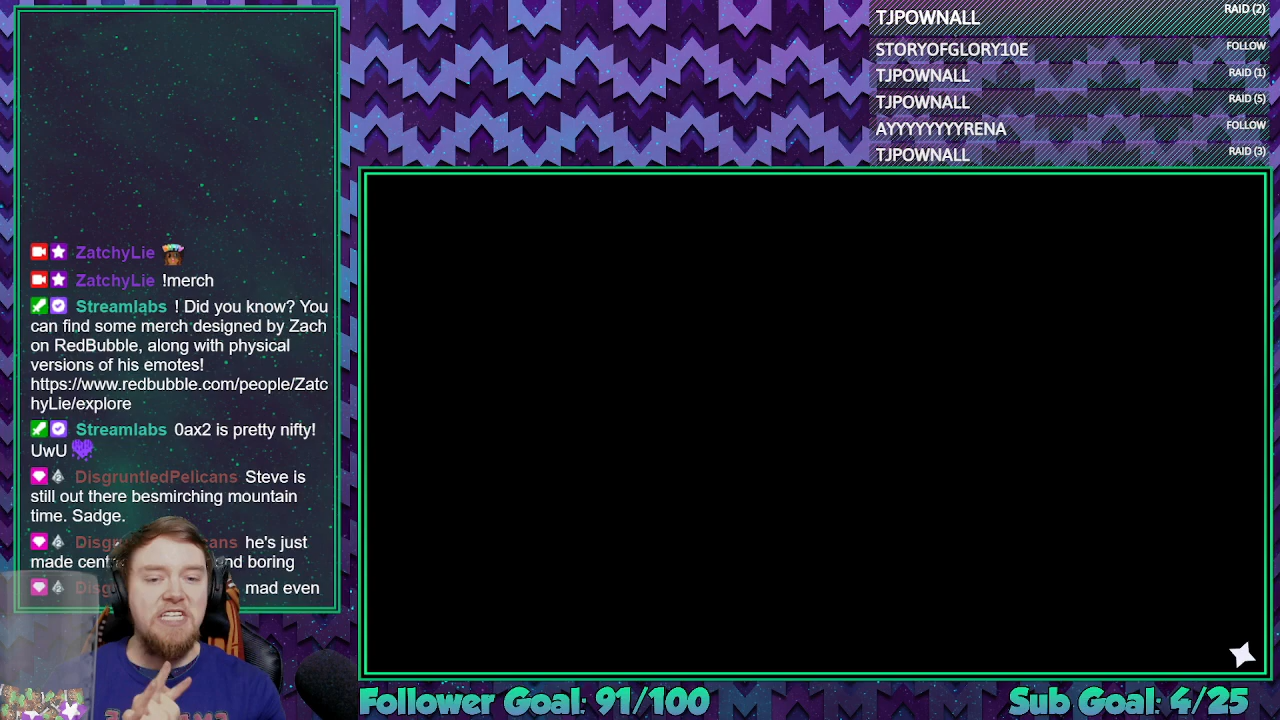 TJPOWNALL RAID (2)
STORYOFGLORY10E FOLLOW
TJPOWNALL RAID (1)
TJPOWNALL RAID (5)
AYYYYYYYYRENA FOLLOW
TJPOWNALL RAID (3)
ZatchyLie
ZatchyLie !merch
Streamlabs ! Did you know? You
can find some merch designed by Zach
on RedBubble, along with physical
versions of his emotes!
https://www.redbubble.com/people/Zatc
hyLie/explore
Streamlabs 0ax2 is pretty nifty!
UwU
DisgruntledPelicans Steve is
still out there besmirching mountain
time. Sadge.
he's just
made boring
mad even
Follower Goal: 91/100
Sub Goal: 4/25